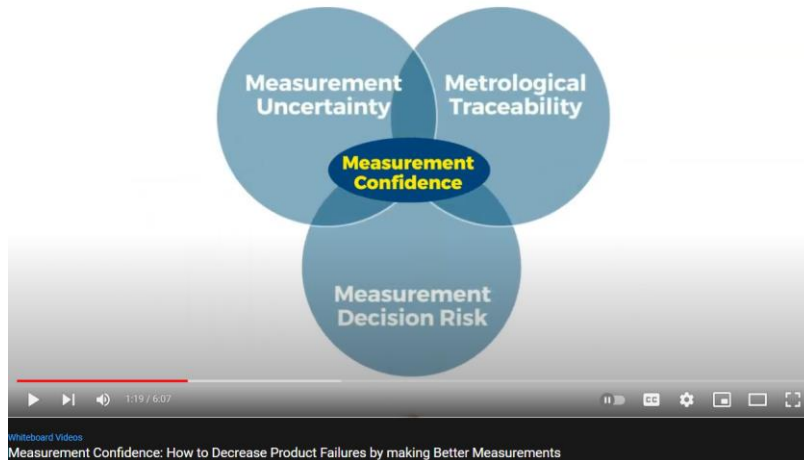 Measurement
Uncertainty
Metrological
Traceability
Measurement
Confidence
Measurement
Decision Risk
1:19 / 6:07
CC
Whiteboard Videos
Measurement Confidence: How to Decrease Product Failures by making Better Measurements